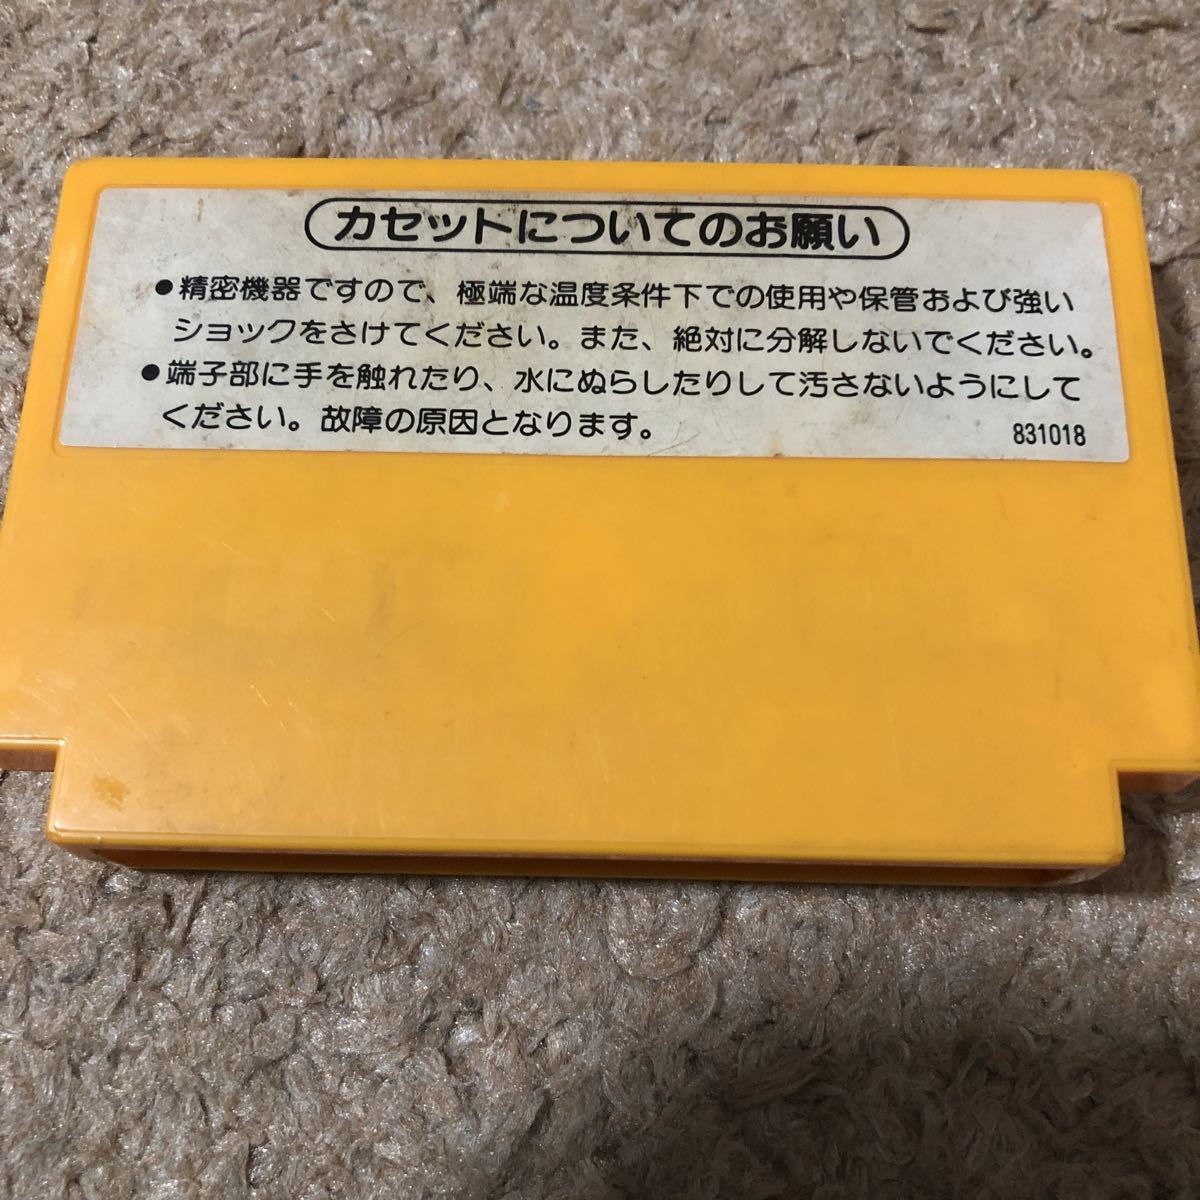 カセットについてのお願い
●精密機器ですので、極端な温度条件下での使用や保管および強い
ショックをさけてください。また、絶対に分解しないでください。
●端子部に手を触れたり、水にぬらしたりして汚さないようにして
ください。故障の原因となります。
831018